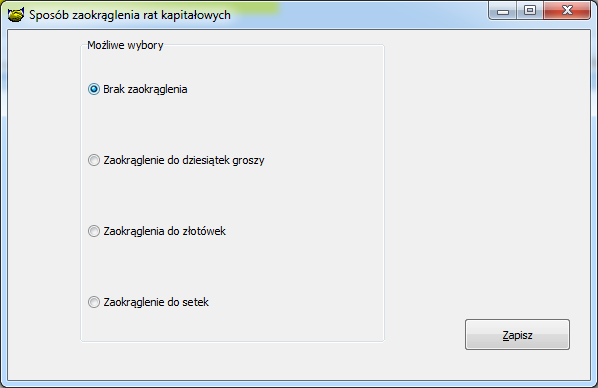 Sposób zaokrąglenia rat kapitałowych
Możliwe wybory
Brak zaokrąglenia
Zaokrąglenie do dziesiątek groszy
Zaokrąglenia do złotówek
Zaokrąglenie do setek
Zapisz